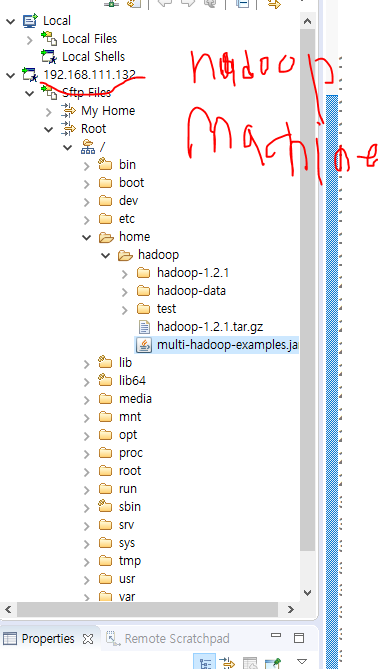 Local
Local Files
Local Shells
192.168.111.132
hadoop
Sftp Files
My Home
Machine
Root
/
bin
boot
dev
etc
home
hadoop
hadoop-1.2.1
hadoop-data
test
hadoop-1.2.1.tar.gz
multi-hadoop-examples.ja
lib
lib64
media
mnt
opt
proc
root
run
sbin
srv
sys
tmp
usr
var
Properties
Remote Scratchpad